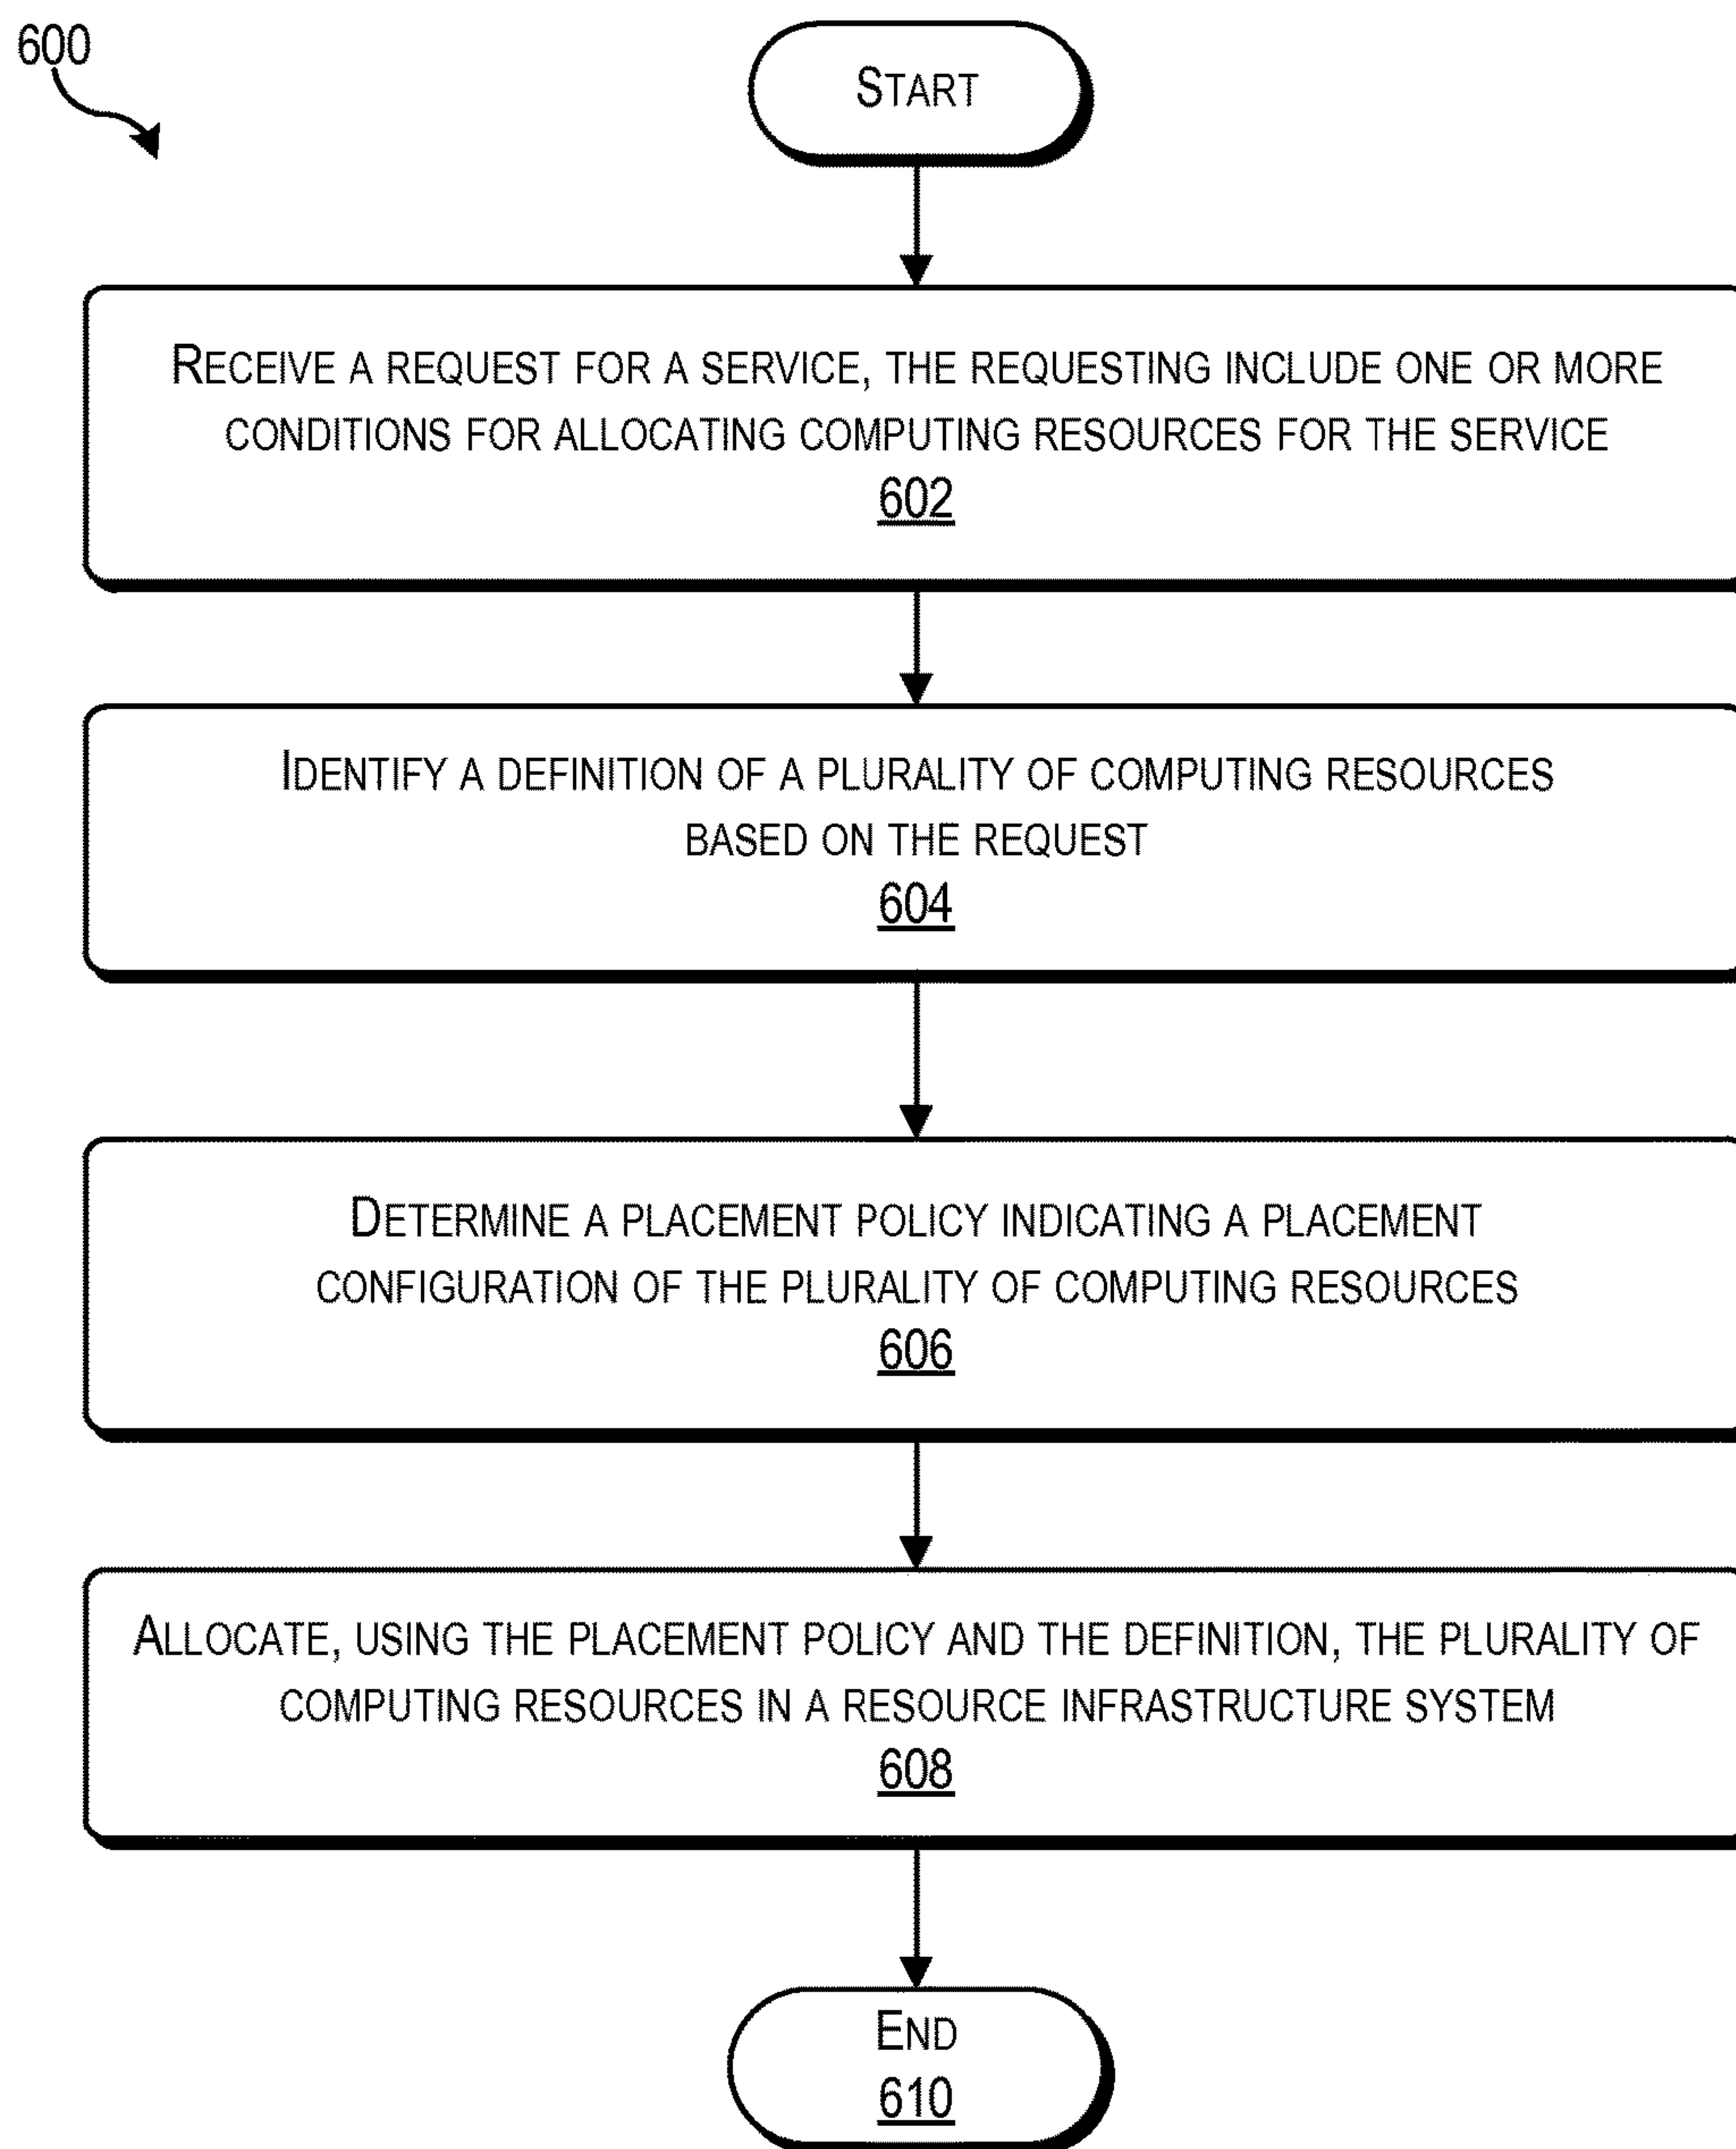 600
START
RECEIVE A REQUEST FOR A SERVICE, THE REQUESTING INCLUDE ONE OR MORE
CONDITIONS FOR ALLOCATING COMPUTING RESOURCES FOR THE SERVICE
602
IDENTIFY A DEFINITION OF A PLURALITY OF COMPUTING RESOURCES
BASED ON THE REQUEST
604
DETERMINE A PLACEMENT POLICY INDICATING A PLACEMENT
CONFIGURATION OF THE PLURALITY OF COMPUTING RESOURCES
606
ALLOCATE, USING THE PLACEMENT POLICY AND THE DEFINITION, THE PLURALITY OF
COMPUTING RESOURCES IN A RESOURCE INFRASTRUCTURE SYSTEM
608
END
610